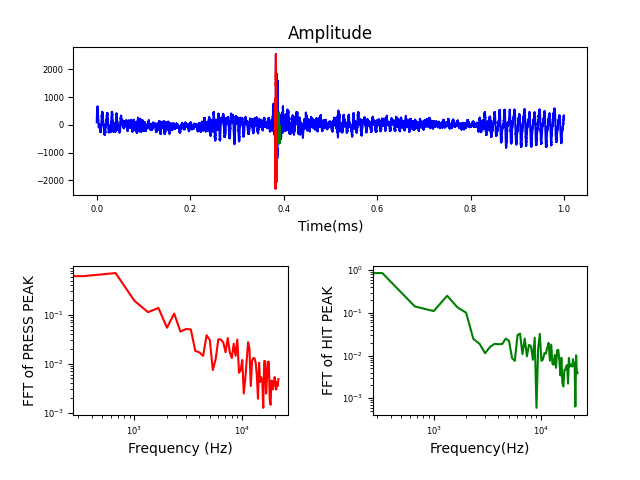 Amplitude
2000
1000
0
−1000
−2000
0.0 0.2 0.4 0.6 0.8 1.0
Time(ms)
FFT of PRESS PEAK
10⁻¹
10⁻²
10⁻³
10³ 10⁴
Frequency (Hz)
FFT of HIT PEAK
10⁰
10⁻¹
10⁻²
10⁻³
10³ 10⁴
Frequency(Hz)